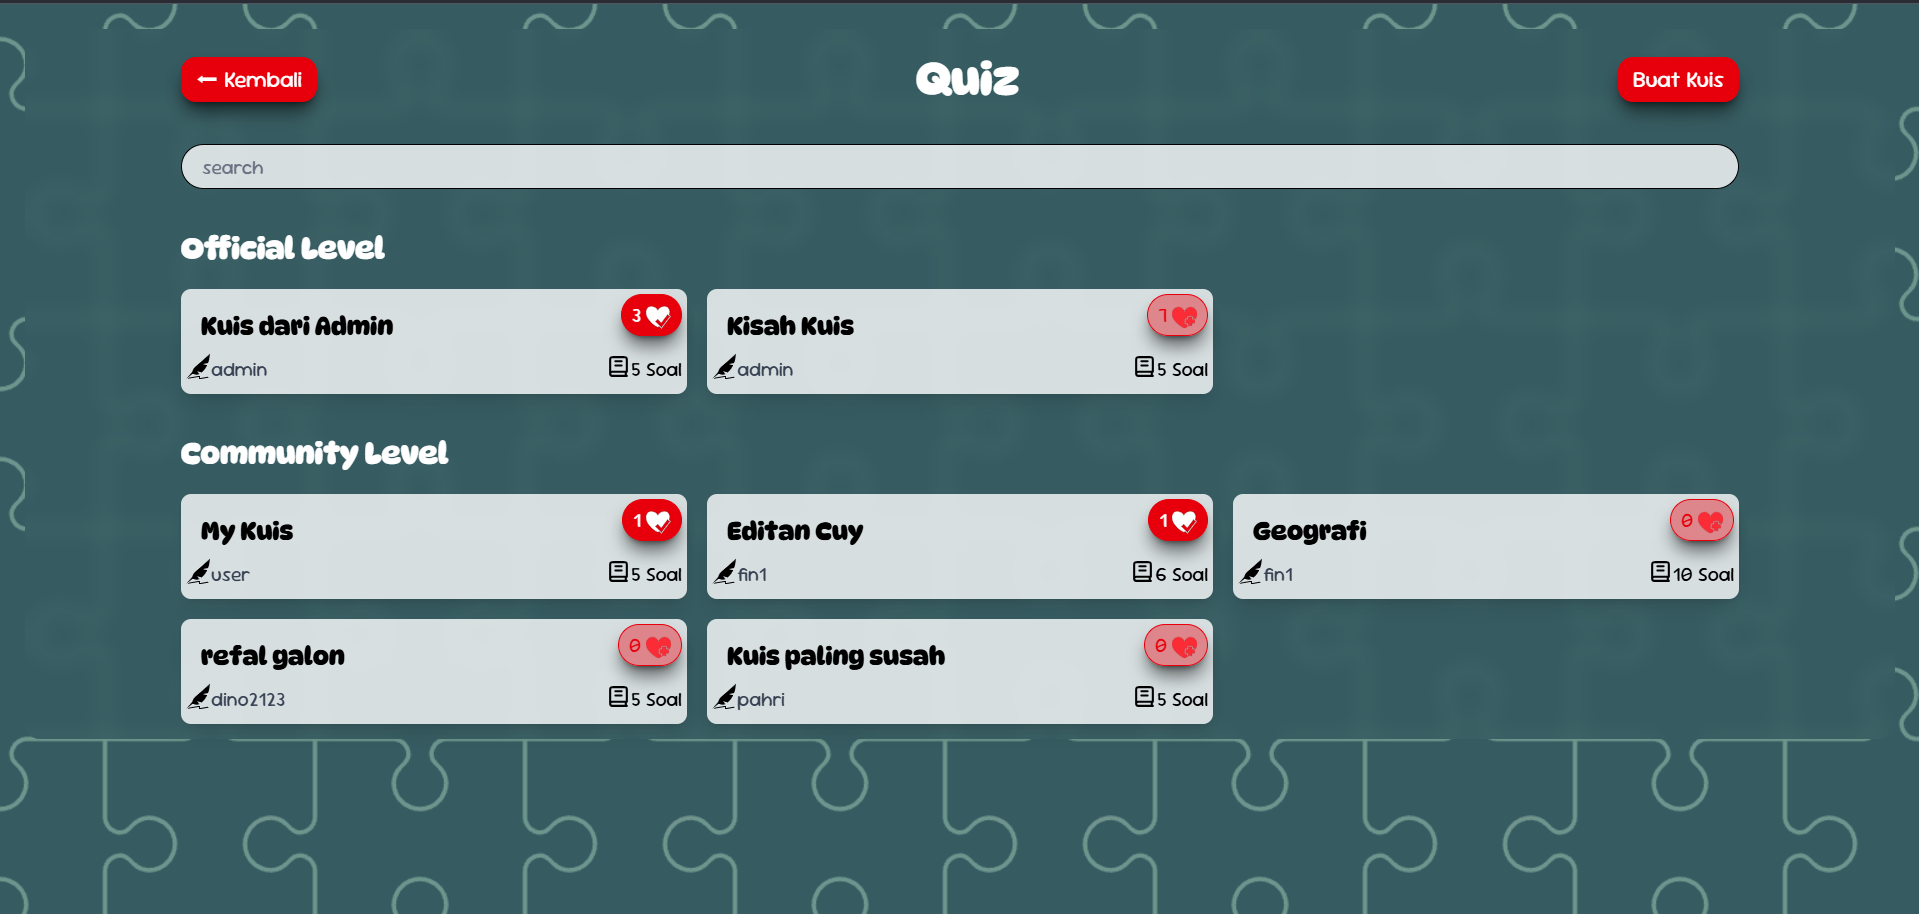 Kembali
Quiz
Buat Kuis
search
Official Level
Kuis dari Admin
3
admin
5 Soal
Kisah Kuis
1
admin
5 Soal
Community Level
My Kuis
1
user
5 Soal
Editan Cuy
1
fin1
6 Soal
Geografi
0
fin1
10 Soal
refal galon
0
dino2123
5 Soal
Kuis paling susah
0
pahri
5 Soal